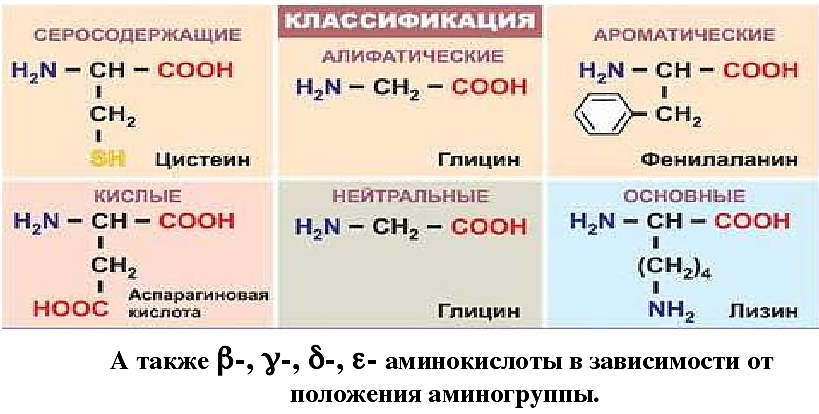 КЛАССИФИКАЦИЯ
СЕРОСОДЕРЖАЩИЕ
H₂N – CH – COOH
CH₂
SH
Цистеин
АЛИФАТИЧЕСКИЕ
H₂N – CH₂ – COOH
Глицин
АРОМАТИЧЕСКИЕ
H₂N – CH – COOH
CH₂
Фенилаланин
КИСЛЫЕ
H₂N – CH – COOH
CH₂
HOOC
Аспарагиновая
кислота
НЕЙТРАЛЬНЫЕ
H₂N – CH₂ – COOH
Глицин
ОСНОВНЫЕ
H₂N – CH – COOH
(CH₂)₄
NH₂
Лизин
А также β-, γ-, δ-, ε- аминокислоты в зависимости от
положения аминогруппы.